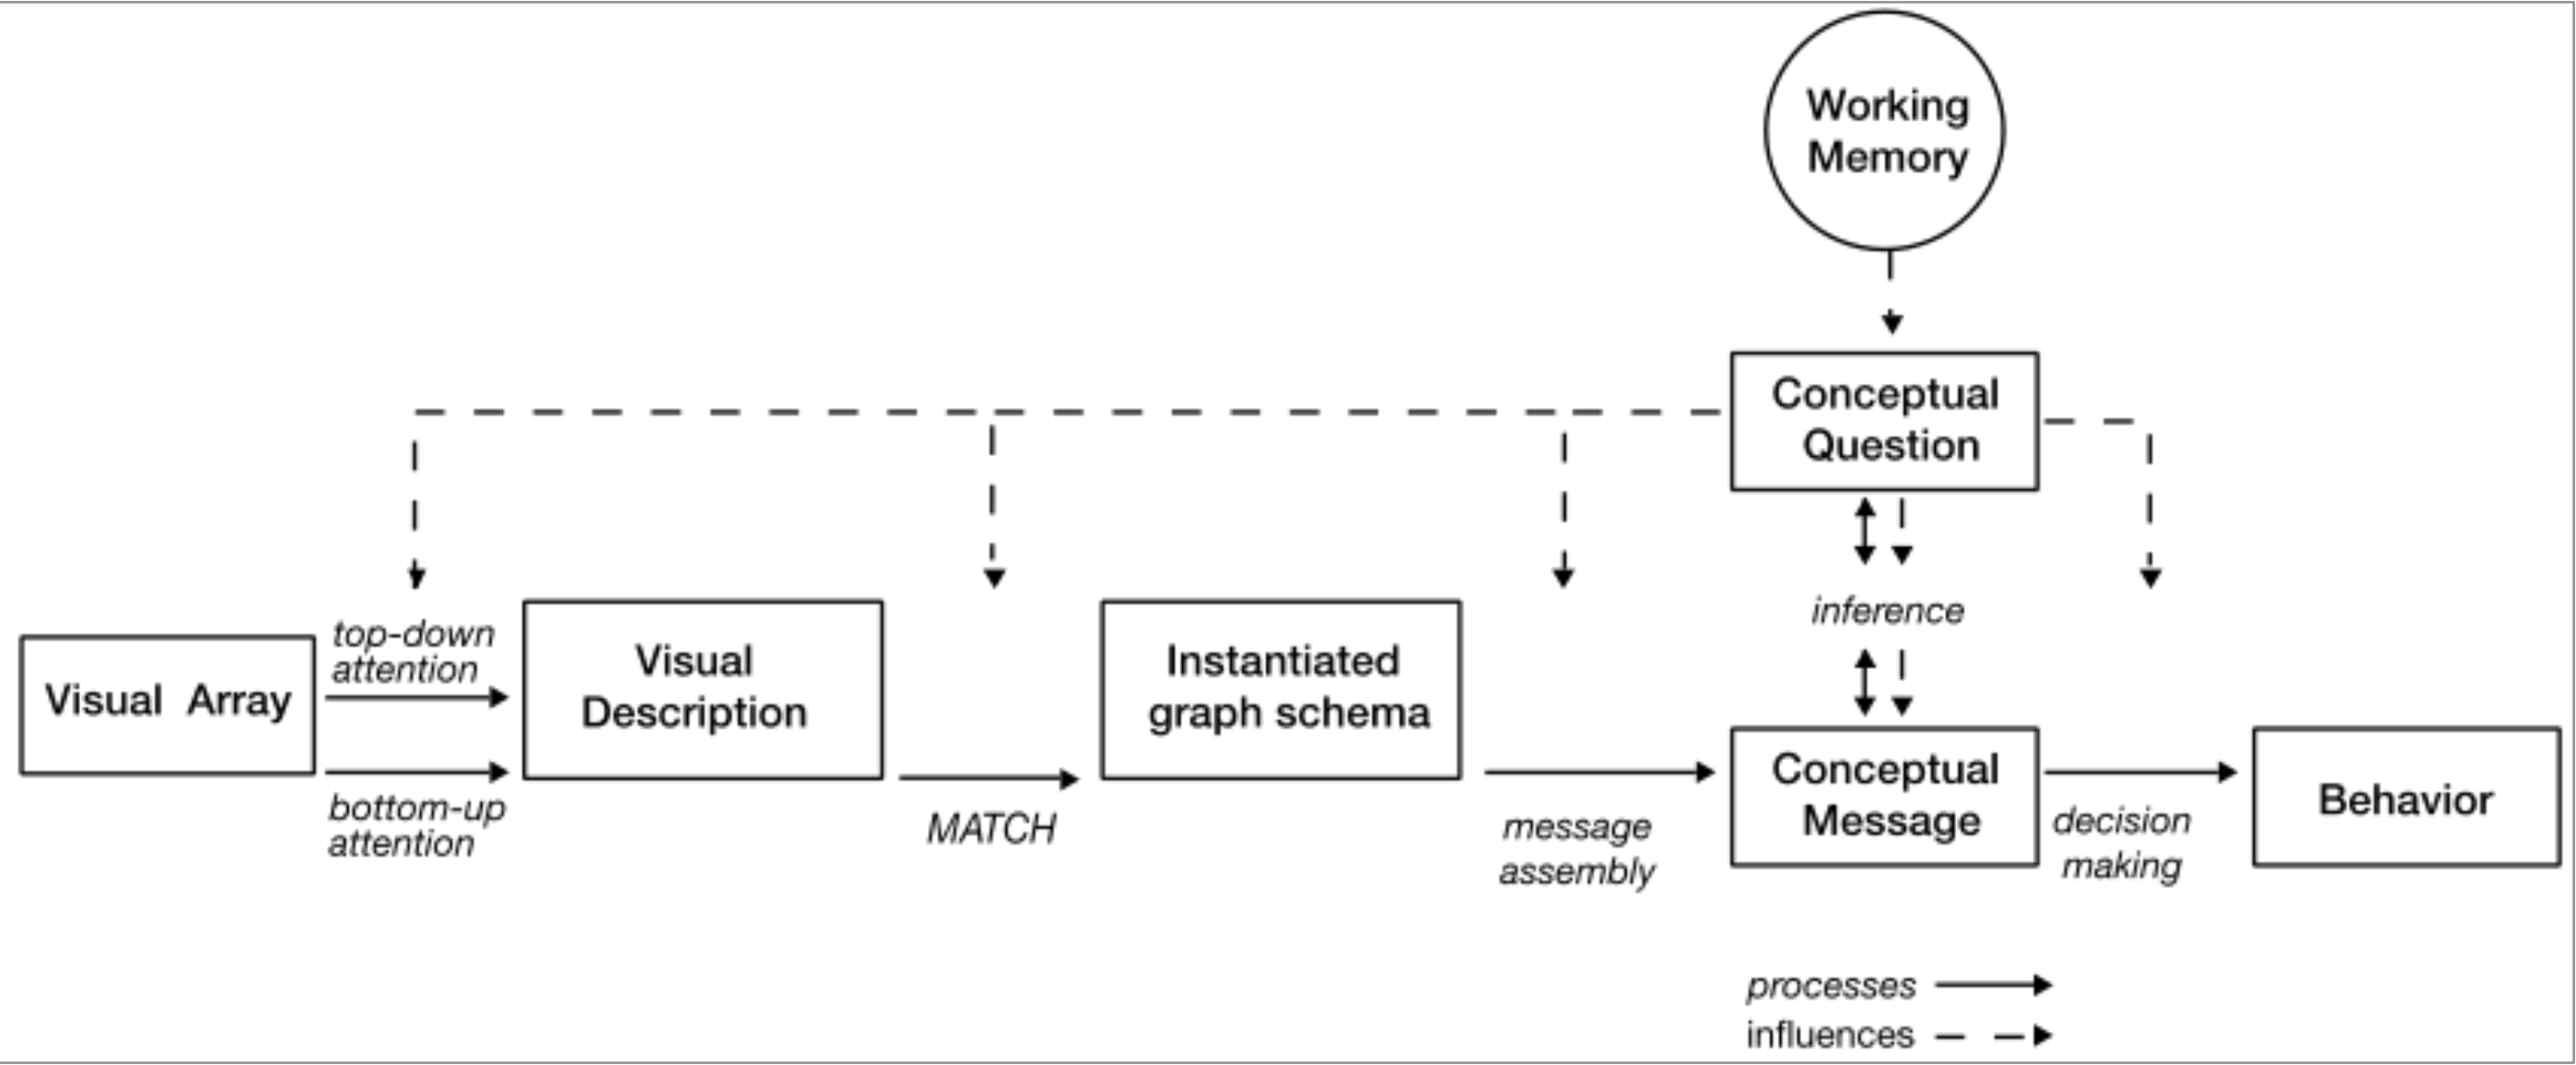 Working
Memory
Conceptual
Question
inference
top-down
attention
Visual Array
bottom-up
attention
Visual
Description
MATCH
Instantiated
graph schema
message
assembly
Conceptual
Message
decision
making
Behavior
processes
influences